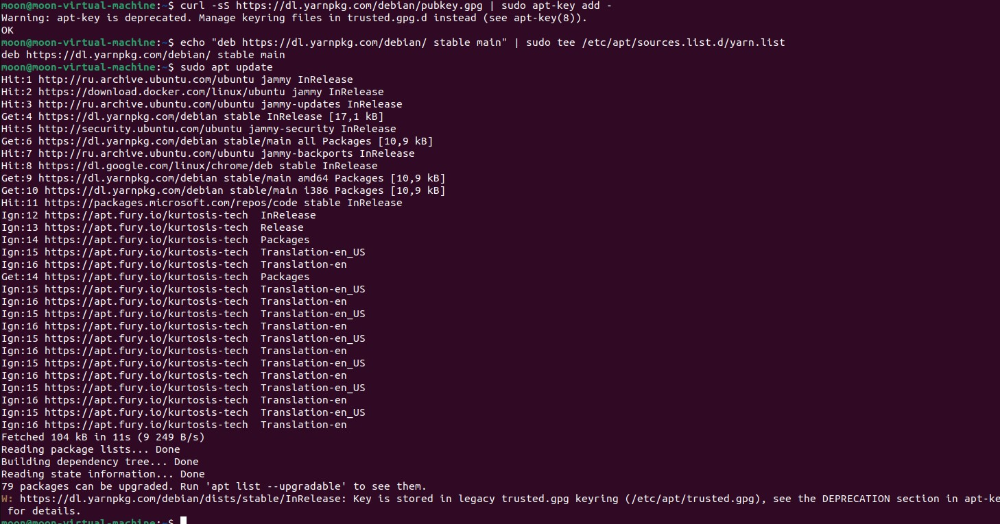 moon@moon-virtual-machine:~$ curl -sS https://dl.yarnpkg.com/debian/pubkey.gpg | sudo apt-key add -
Warning: apt-key is deprecated. Manage keyring files in trusted.gpg.d instead (see apt-key(8)).
OK
moon@moon-virtual-machine:~$ echo "deb https://dl.yarnpkg.com/debian/ stable main" | sudo tee /etc/apt/sources.list.d/yarn.list
deb https://dl.yarnpkg.com/debian/ stable main
moon@moon-virtual-machine:~$ sudo apt update
Hit:1 http://ru.archive.ubuntu.com/ubuntu jammy InRelease
Hit:2 https://download.docker.com/linux/ubuntu jammy InRelease
Hit:3 http://ru.archive.ubuntu.com/ubuntu jammy-updates InRelease
Get:4 https://dl.yarnpkg.com/debian stable InRelease [17,1 kB]
Hit:5 http://security.ubuntu.com/ubuntu jammy-security InRelease
Get:6 https://dl.yarnpkg.com/debian stable/main all Packages [10,9 kB]
Hit:7 http://ru.archive.ubuntu.com/ubuntu jammy-backports InRelease
Hit:8 https://dl.google.com/linux/chrome/deb stable InRelease
Get:9 https://dl.yarnpkg.com/debian stable/main amd64 Packages [10,9 kB]
Get:10 https://dl.yarnpkg.com/debian stable/main i386 Packages [10,9 kB]
Hit:11 https://packages.microsoft.com/repos/code stable InRelease
Ign:12 https://apt.fury.io/kurtosis-tech  InRelease
Ign:13 https://apt.fury.io/kurtosis-tech  Release
Ign:14 https://apt.fury.io/kurtosis-tech  Packages
Ign:15 https://apt.fury.io/kurtosis-tech  Translation-en_US
Ign:16 https://apt.fury.io/kurtosis-tech  Translation-en
Get:14 https://apt.fury.io/kurtosis-tech  Packages
Ign:15 https://apt.fury.io/kurtosis-tech  Translation-en_US
Ign:16 https://apt.fury.io/kurtosis-tech  Translation-en
Ign:15 https://apt.fury.io/kurtosis-tech  Translation-en_US
Ign:16 https://apt.fury.io/kurtosis-tech  Translation-en
Ign:15 https://apt.fury.io/kurtosis-tech  Translation-en_US
Ign:16 https://apt.fury.io/kurtosis-tech  Translation-en
Ign:15 https://apt.fury.io/kurtosis-tech  Translation-en_US
Ign:16 https://apt.fury.io/kurtosis-tech  Translation-en
Ign:15 https://apt.fury.io/kurtosis-tech  Translation-en_US
Ign:16 https://apt.fury.io/kurtosis-tech  Translation-en
Ign:15 https://apt.fury.io/kurtosis-tech  Translation-en_US
Ign:16 https://apt.fury.io/kurtosis-tech  Translation-en
Fetched 104 kB in 11s (9 249 B/s)
Reading package lists... Done
Building dependency tree... Done
Reading state information... Done
79 packages can be upgraded. Run 'apt list --upgradable' to see them.
W: https://dl.yarnpkg.com/debian/dists/stable/InRelease: Key is stored in legacy trusted.gpg keyring (/etc/apt/trusted.gpg), see the DEPRECATION section in apt-ke
 for details.
moon@moon-virtual-machine:~$